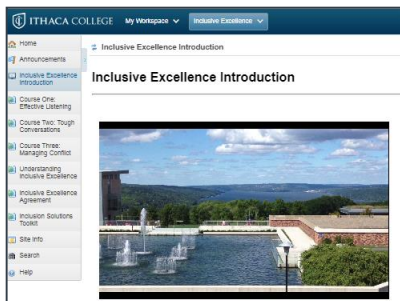 ITHACA COLLEGE My Workspace Inclusive Excellence
Home
Announcements
Inclusive Excellence
Introduction
Course One:
Effective Listening
Course Two: Tough
Conversations
Course Three:
Managing Conflict
Understanding
Inclusive Excellence
Inclusive Excellence
Agreement
Inclusion Solutions
Toolkit
Site Info
Search
Help
Inclusive Excellence Introduction
Inclusive Excellence Introduction